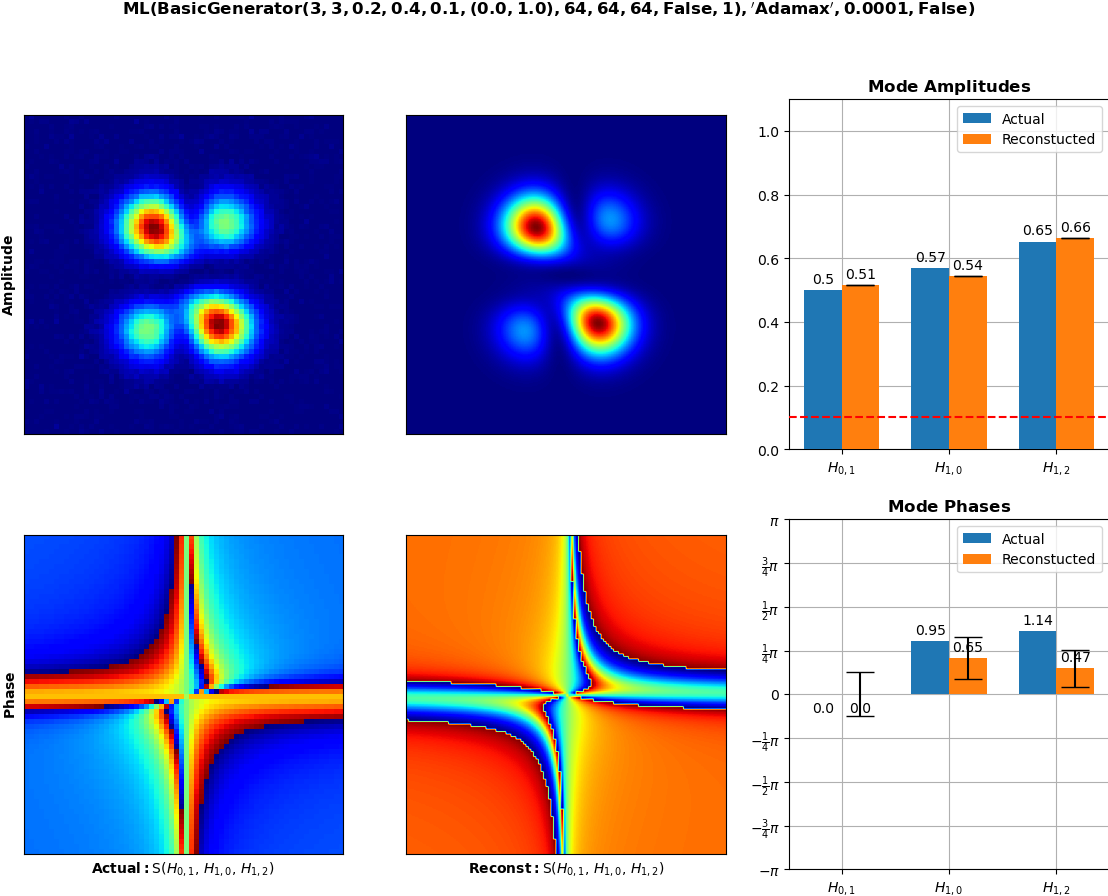 ML(BasicGenerator(3, 3, 0.2, 0.4, 0.1, (0.0, 1.0), 64, 64, 64, False, 1), 'Adamax', 0.0001, False)
Mode Amplitudes
Actual
Reconstucted
1.0
0.8
0.6
0.4
0.2
0.0
0.5
0.51
0.57
0.54
0.65
0.66
H0, 1
H1, 0
H1, 2
Amplitude
Mode Phases
Actual
Reconstucted
π
3/4π
1/2π
1/4π
0
−1/4π
−1/2π
−3/4π
−π
0.0
0.0
0.95
0.65
1.14
0.47
H0, 1
H1, 0
H1, 2
Phase
Actual: S(H0, 1, H1, 0, H1, 2)
Reconst: S(H0, 1, H1, 0, H1, 2)